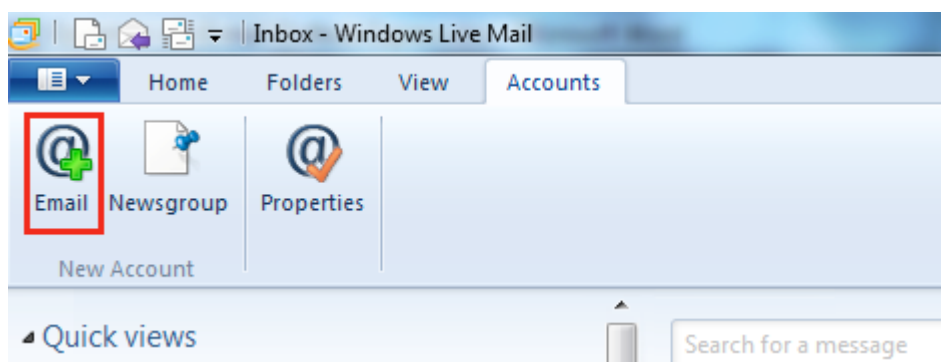 Inbox - Windows Live Mail
Home Folders View Accounts
Email Newsgroup Properties
New Account
Quick views
Search for a message